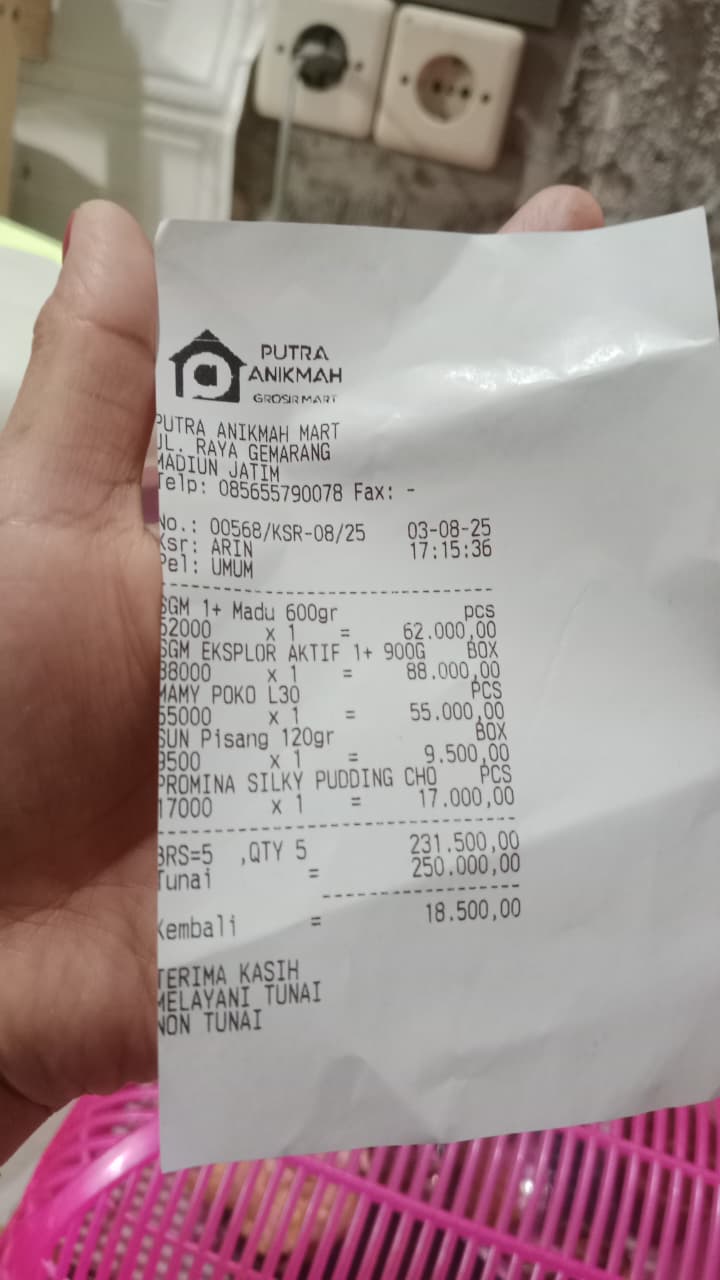 PUTRA
ANIKMAH
GROSIR MART
PUTRA ANIKMAH MART
JL. RAYA GEMARANG
MADIUN JATIM
Telp: 085655790078 Fax: -
No.: 00568/KSR-08/25 03-08-25
Ksr: ARIN 17:15:36
Pel: UMUM
SGM 1+ Madu 600gr pcs
62000 x 1 = 62.000,00
SGM EKSPLOR AKTIF 1+ 900G BOX
88000 x 1 = 88.000,00
MAMY POKO L30 PCS
55000 x 1 = 55.000,00
SUN Pisang 120gr BOX
9500 x 1 = 9.500,00
PROMINA SILKY PUDDING CHO PCS
17000 x 1 = 17.000,00
BRS=5 ,QTY 5 231.500,00
Tunai = 250.000,00
Kembali = 18.500,00
TERIMA KASIH
MELAYANI TUNAI
NON TUNAI